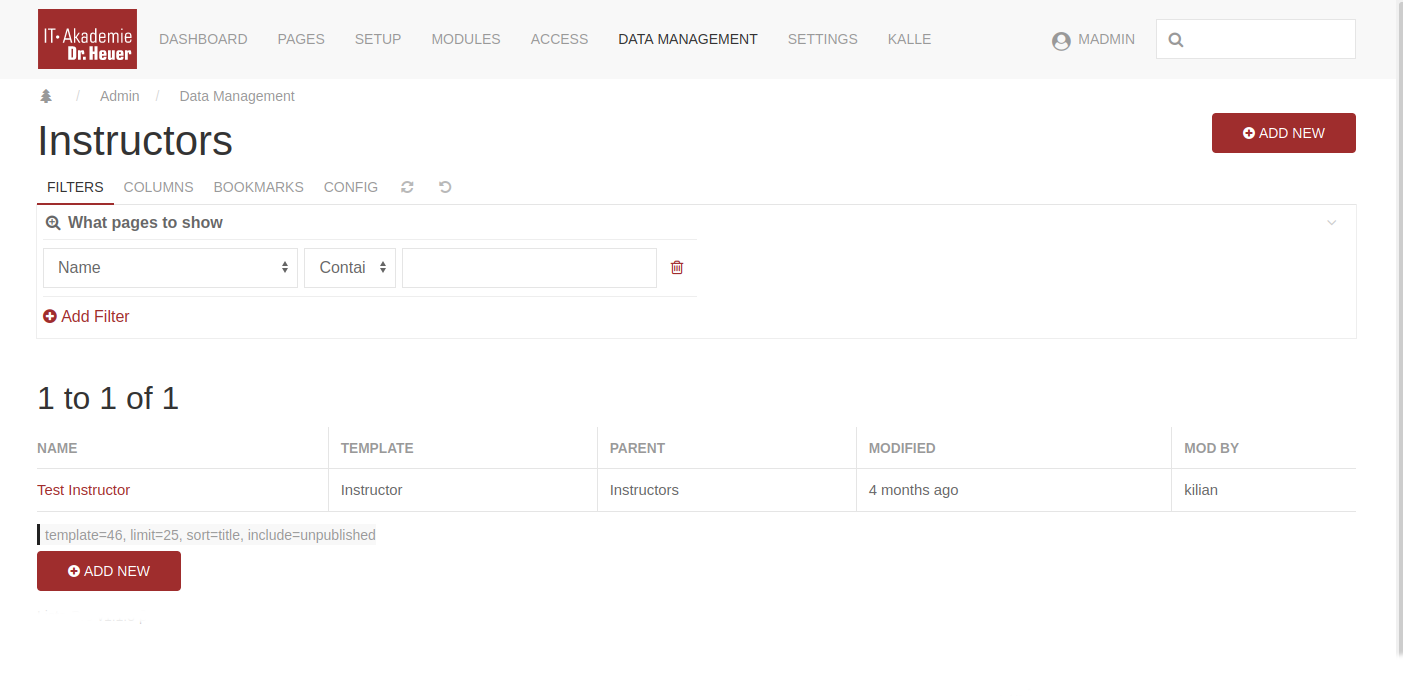 IT·Akademie
Dr.Heuer
DASHBOARD PAGES SETUP MODULES ACCESS DATA MANAGEMENT SETTINGS KALLE MADMIN
/ Admin / Data Management
Instructors
ADD NEW
FILTERS COLUMNS BOOKMARKS CONFIG
What pages to show
Name Contai
Add Filter
1 to 1 of 1
NAME TEMPLATE PARENT MODIFIED MOD BY
Test Instructor Instructor Instructors 4 months ago kilian
template=46, limit=25, sort=title, include=unpublished
ADD NEW